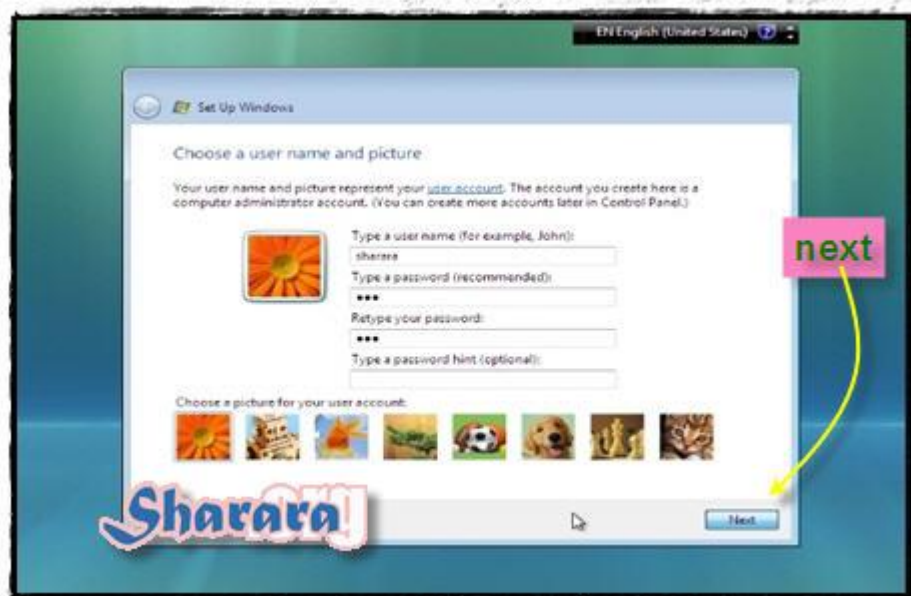 EN English (United States)
Set Up Windows
Choose a user name and picture
Your user name and picture represent your user account. The account you create here is a
computer administrator account. (You can create more accounts later in Control Panel.)
Type a user name (for example, John):
sharara
Type a password (recommended):
•••
Retype your password:
•••
Type a password hint (optional):
Choose a picture for your user account:
next
Sharara
org
Next